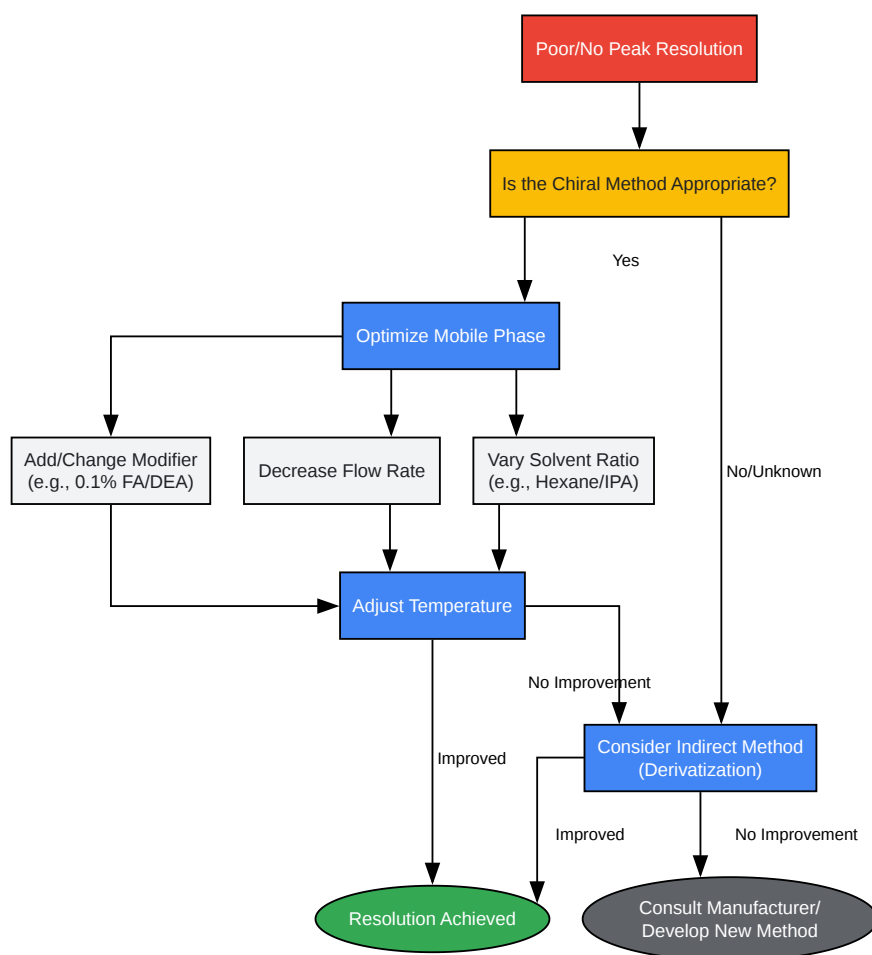 Poor/No Peak Resolution
Is the Chiral Method Appropriate?
Yes
Optimize Mobile Phase
Add/Change Modifier
(e.g., 0.1% FA/DEA)
Decrease Flow Rate
Vary Solvent Ratio
(e.g., Hexane/IPA)
No/Unknown
Adjust Temperature
No Improvement
Consider Indirect Method
(Derivatization)
Improved
Improved
No Improvement
Resolution Achieved
Consult Manufacturer/
Develop New Method